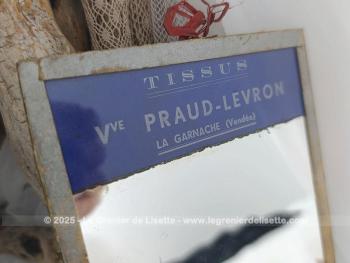 TISSUS
Vve PRAUD-LEVRON
LA GARNACHE (Vendée)
© 2025 - Le Grenier de Lisette - www.legrenierdelisette.com